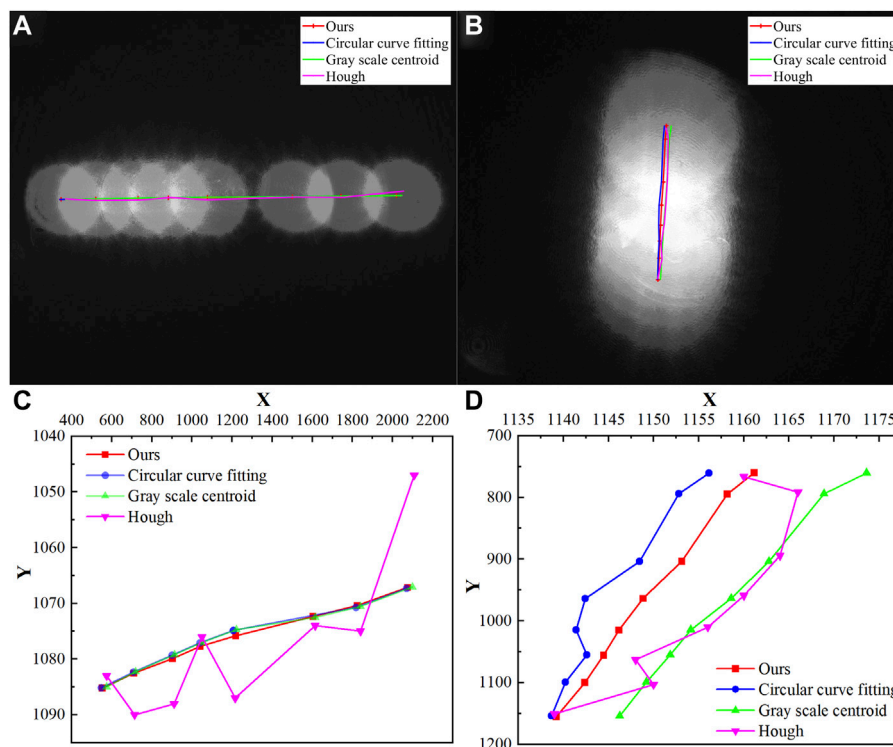 A
Ours
Circular curve fitting
Gray scale centroid
Hough
B
Ours
Circular curve fitting
Gray scale centroid
Hough
C
X
400 600 800 1000 1200 1400 1600 1800 2000 2200
1040
1050
1060
1070
1080
1090
Y
Ours
Circular curve fitting
Gray scale centroid
Hough
D
X
1135 1140 1145 1150 1155 1160 1165 1170 1175
700
800
900
1000
1100
1200
Y
Ours
Circular curve fitting
Gray scale centroid
Hough